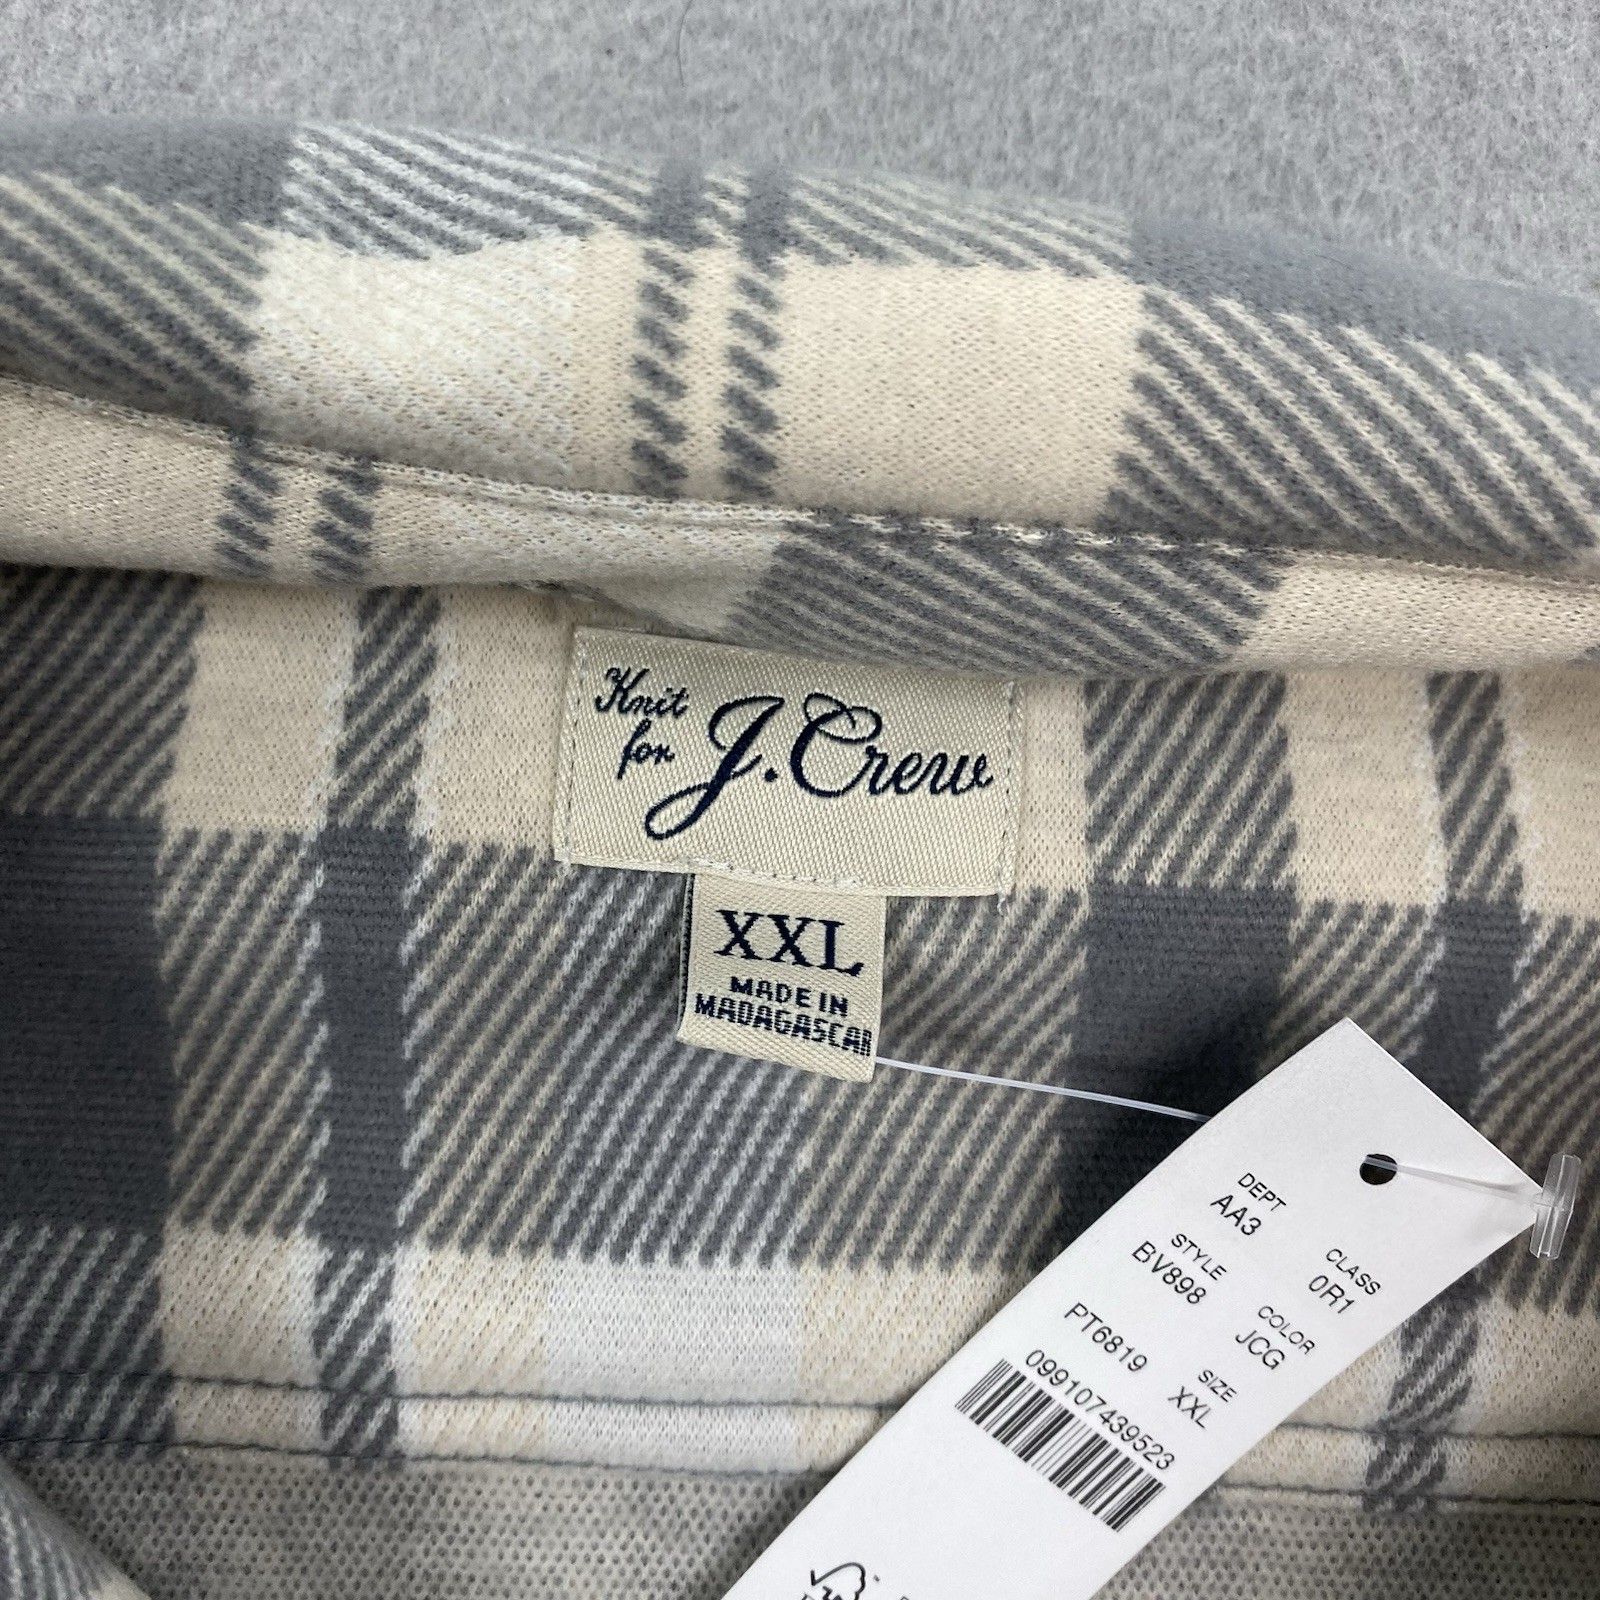 Knit
for J.Crew
XXL
MADE IN
MADAGASCAR
DEPT
AA3
CLASS
0R1
STYLE
BV898
COLOR
JCG
PT6819
SIZE
XXL
099107439523